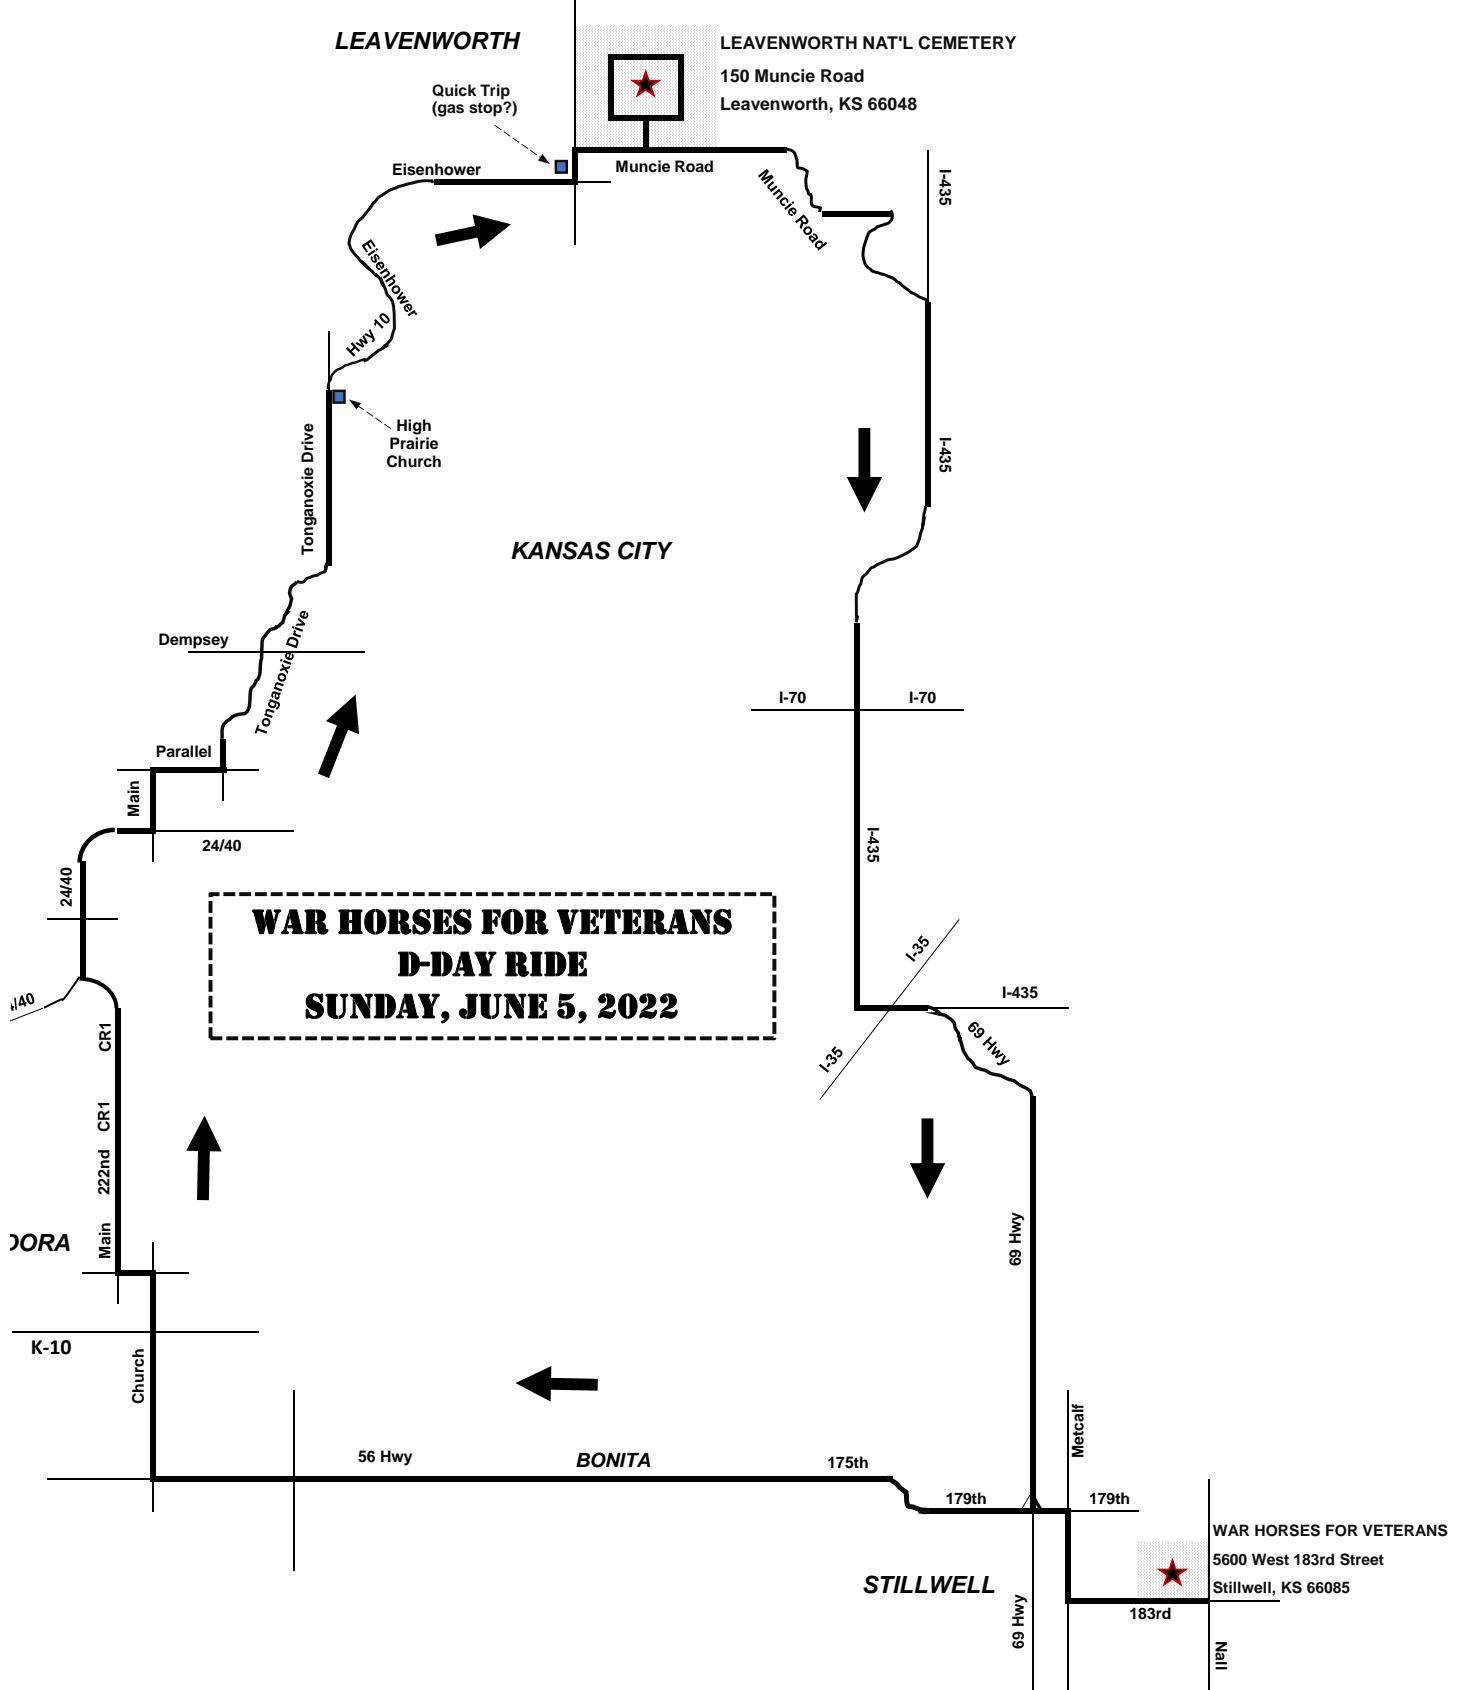 LEAVENWORTH
LEAVENWORTH NAT'L CEMETERY
150 Muncie Road
Leavenworth, KS 66048
Quick Trip
(gas stop?)
Eisenhower
Muncie Road
Muncie Road
I-435
Eisenhower
Hwy 10
High
Prairie
Church
Tonganoxie Drive
I-435
KANSAS CITY
Dempsey
Tonganoxie Drive
I-70
I-70
Parallel
Main
24/40
24/40
I-435
WAR HORSES FOR VETERANS
D-DAY RIDE
SUNDAY, JUNE 5, 2022
I-35
I-435
/40
CR1
I-35
69 Hwy
CR1
222nd
Main
DORA
69 Hwy
K-10
Church
56 Hwy
BONITA
175th
Metcalf
179th
179th
WAR HORSES FOR VETERANS
5600 West 183rd Street
Stillwell, KS 66085
STILLWELL
183rd
69 Hwy
Nall